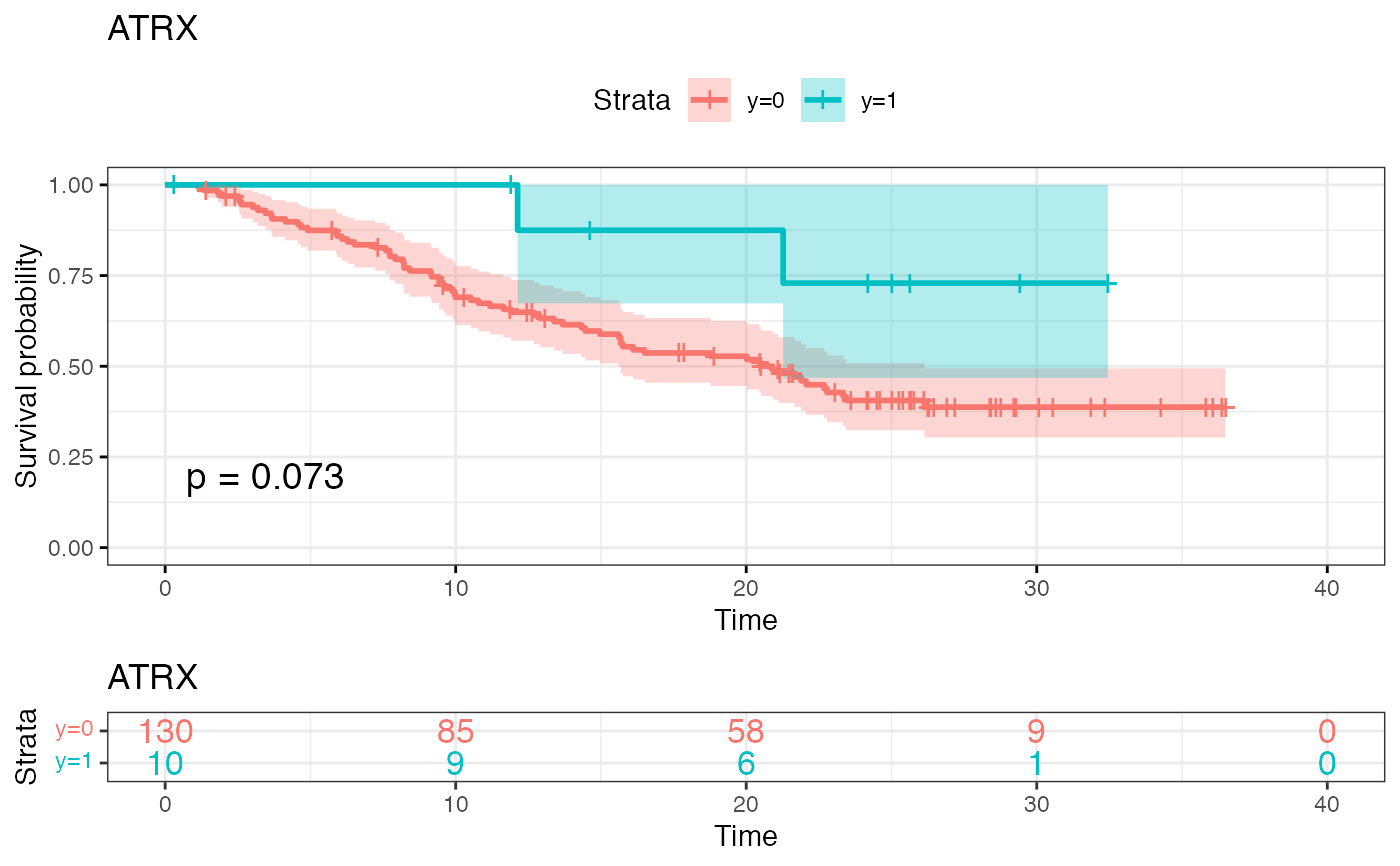 ATRX
Strata y=0 y=1
Survival probability
1.00
0.75
0.50
0.25
0.00
p = 0.073
0 10 20 30 40
Time
ATRX
Strata
y=0 130 85 58 9 0
y=1 10 9 6 1 0
0 10 20 30 40
Time